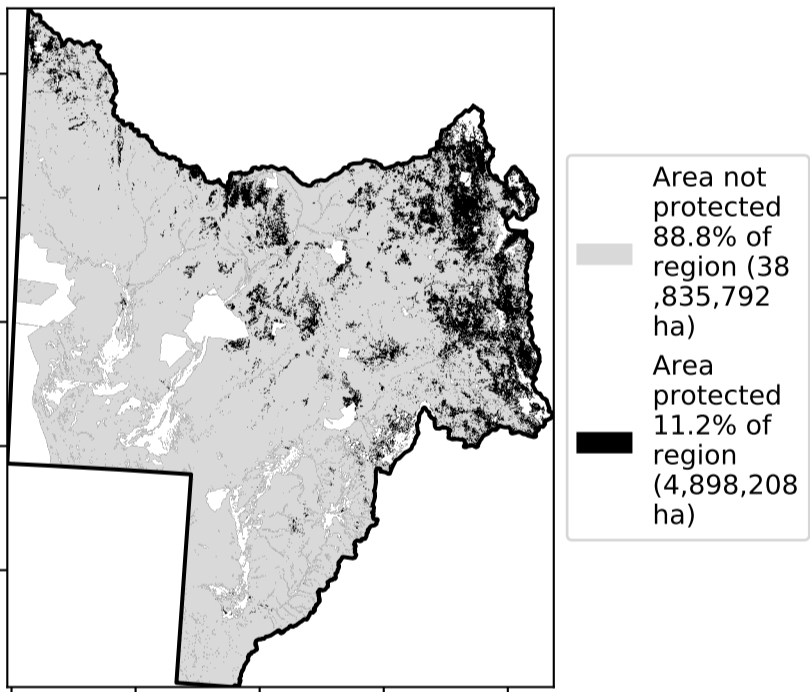 Area not
protected
88.8% of
region (38
,835,792
ha)
Area
protected
11.2% of
region
(4,898,208
ha)